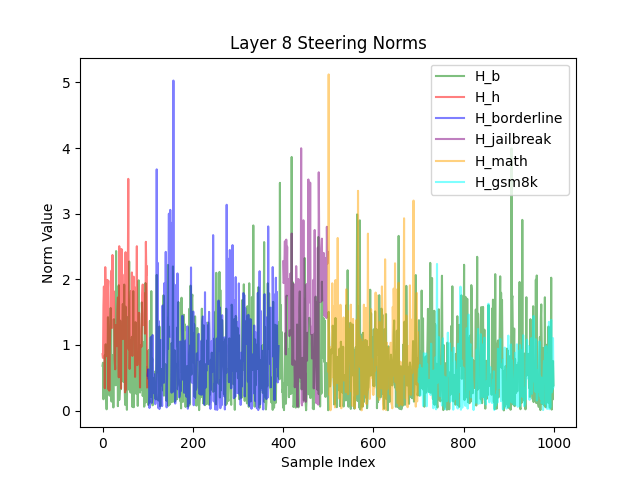 Layer 8 Steering Norms
Norm Value
5
4
3
2
1
0
H_b
H_h
H_borderline
H_jailbreak
H_math
H_gsm8k
0 200 400 600 800 1000
Sample Index